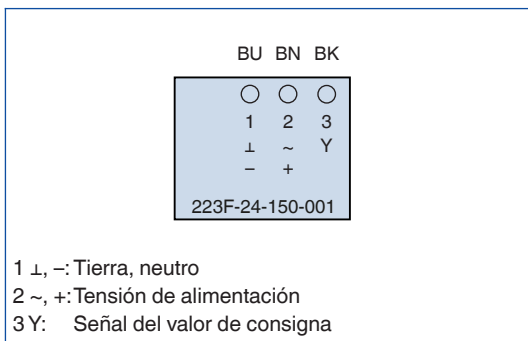 BU BN BK
1 2 3
⊥ ~ Y
– +
223F-24-150-001
1 ⊥, –: Tierra, neutro
2 ~, +:Tensión de alimentación
3 Y: Señal del valor de consigna